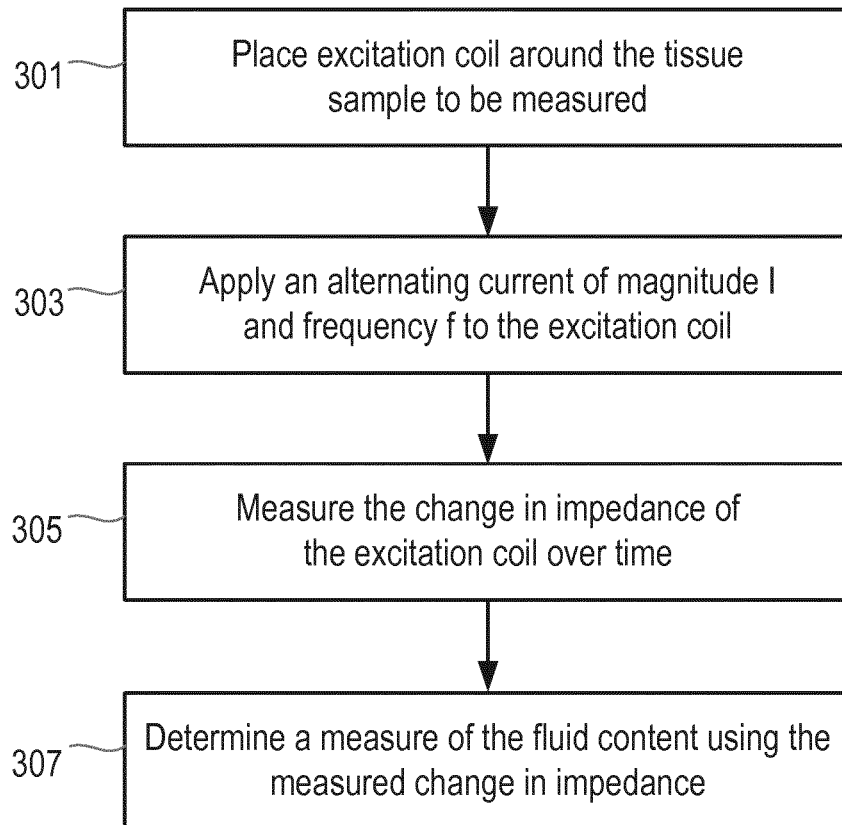 301
Place excitation coil around the tissue
sample to be measured
303
Apply an alternating current of magnitude I
and frequency f to the excitation coil
305
Measure the change in impedance of
the excitation coil over time
307
Determine a measure of the fluid content using the
measured change in impedance